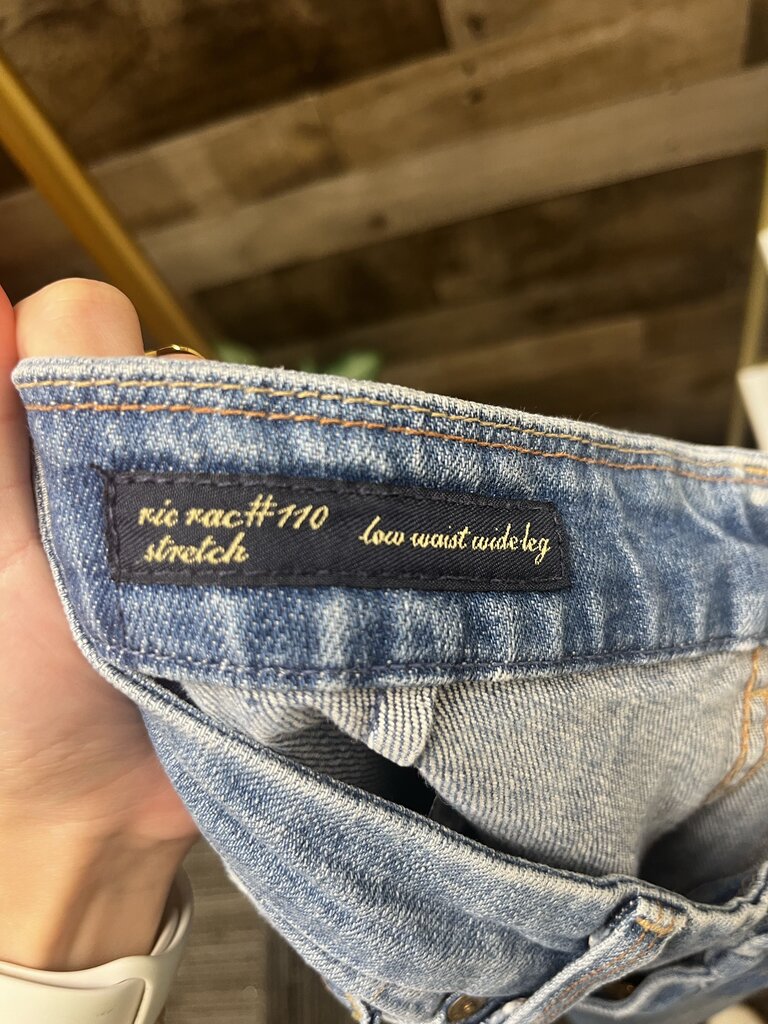 ric rac #110
stretch
low waist wide leg